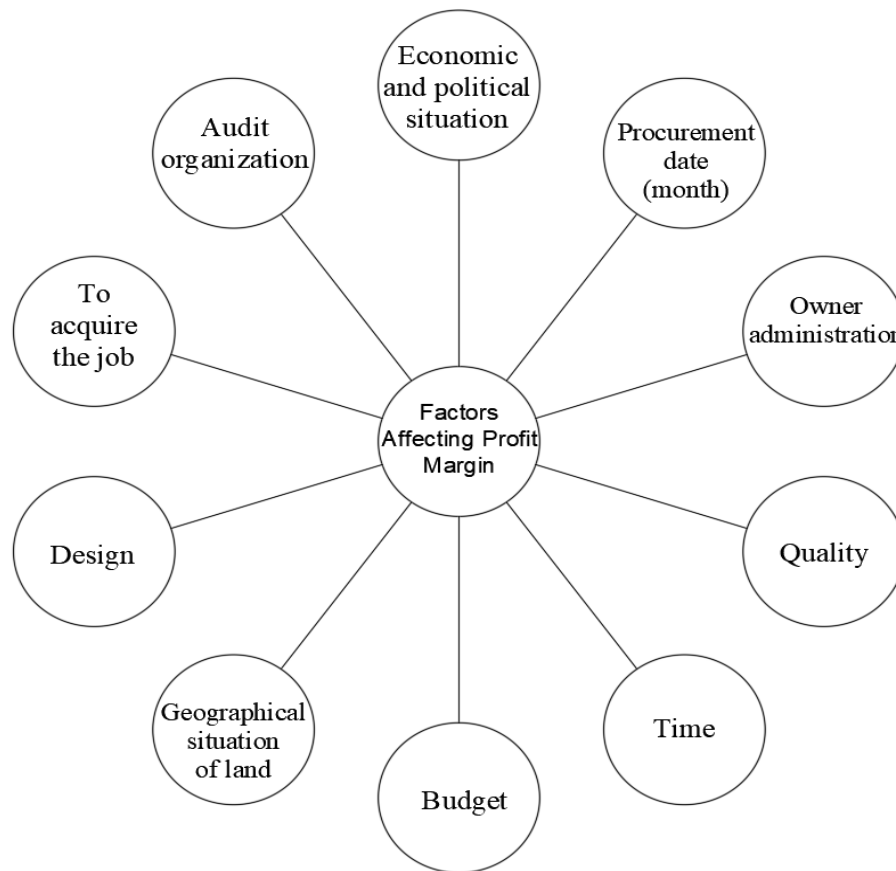 Economic
and political
situation
Procurement
date
(month)
Owner
administration
Quality
Time
Budget
Geographical
situation
of land
Design
To
acquire
the job
Audit
organization
Factors
Affecting Profit
Margin